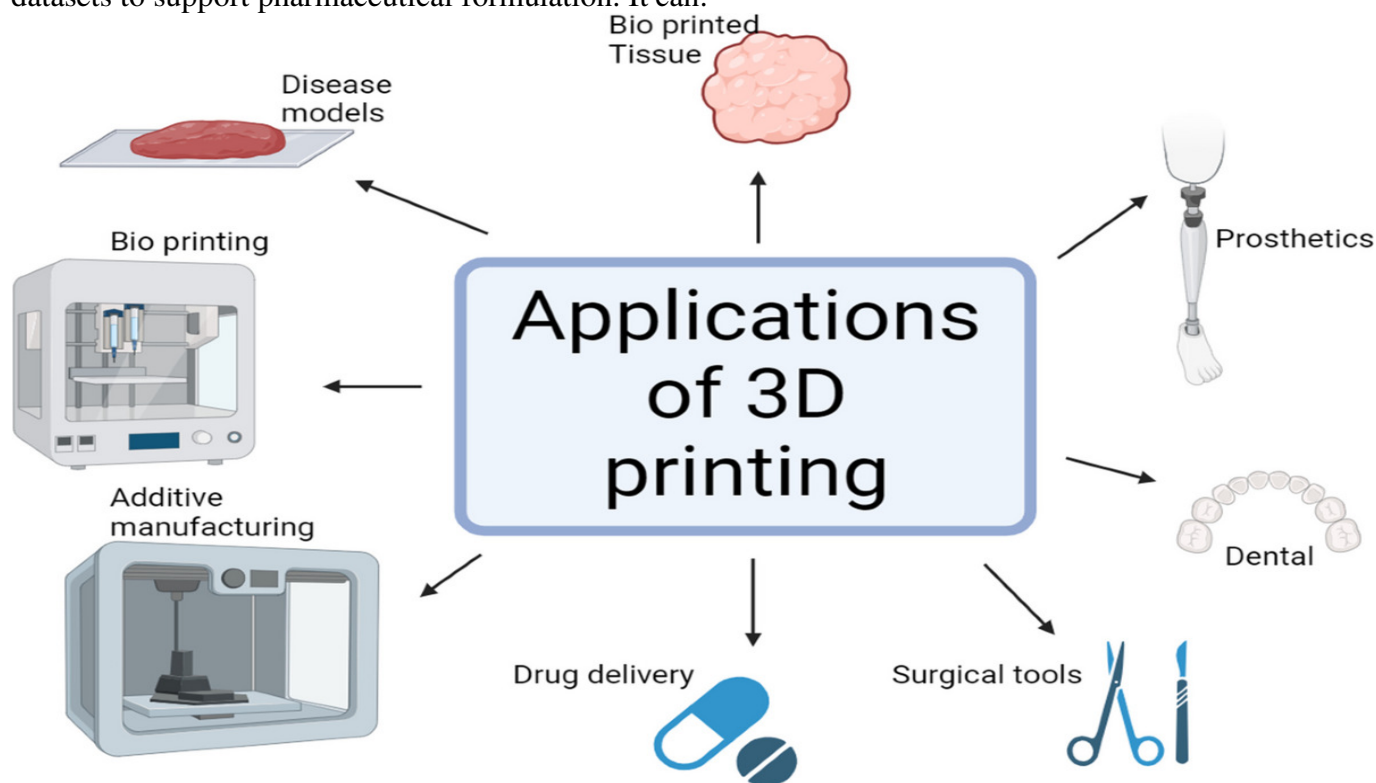 datasets to support pharmaceutical formulation. It can:
Bio printed
Tissue
Disease
models
Prosthetics
Bio printing
Applications
of 3D
printing
Additive
manufacturing
Dental
Drug delivery
Surgical tools